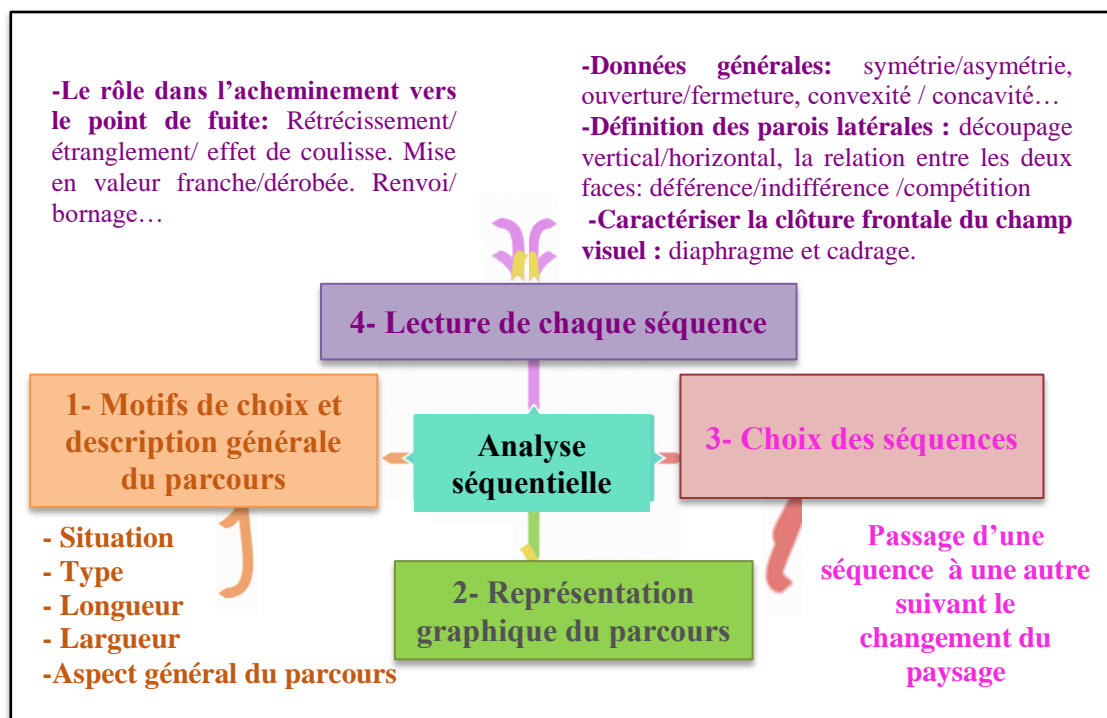 -Le rôle dans l'acheminement vers
le point de fuite: Rétrécissement/
étranglement/ effet de coulisse. Mise
en valeur franche/dérobée. Renvoi/
bornage…
-Données générales: symétrie/asymétrie,
ouverture/fermeture, convexité / concavité…
-Définition des parois latérales : découpage
vertical/horizontal, la relation entre les deux
faces: déférence/indifférence /compétition
-Caractériser la clôture frontale du champ
visuel : diaphragme et cadrage.
4- Lecture de chaque séquence
1- Motifs de choix et
description générale
du parcours
Analyse
séquentielle
3- Choix des séquences
- Situation
- Type
- Longueur
- Largueur
-Aspect général du parcours
2- Représentation
graphique du parcours
Passage d'une
séquence à une autre
suivant le
changement du
paysage